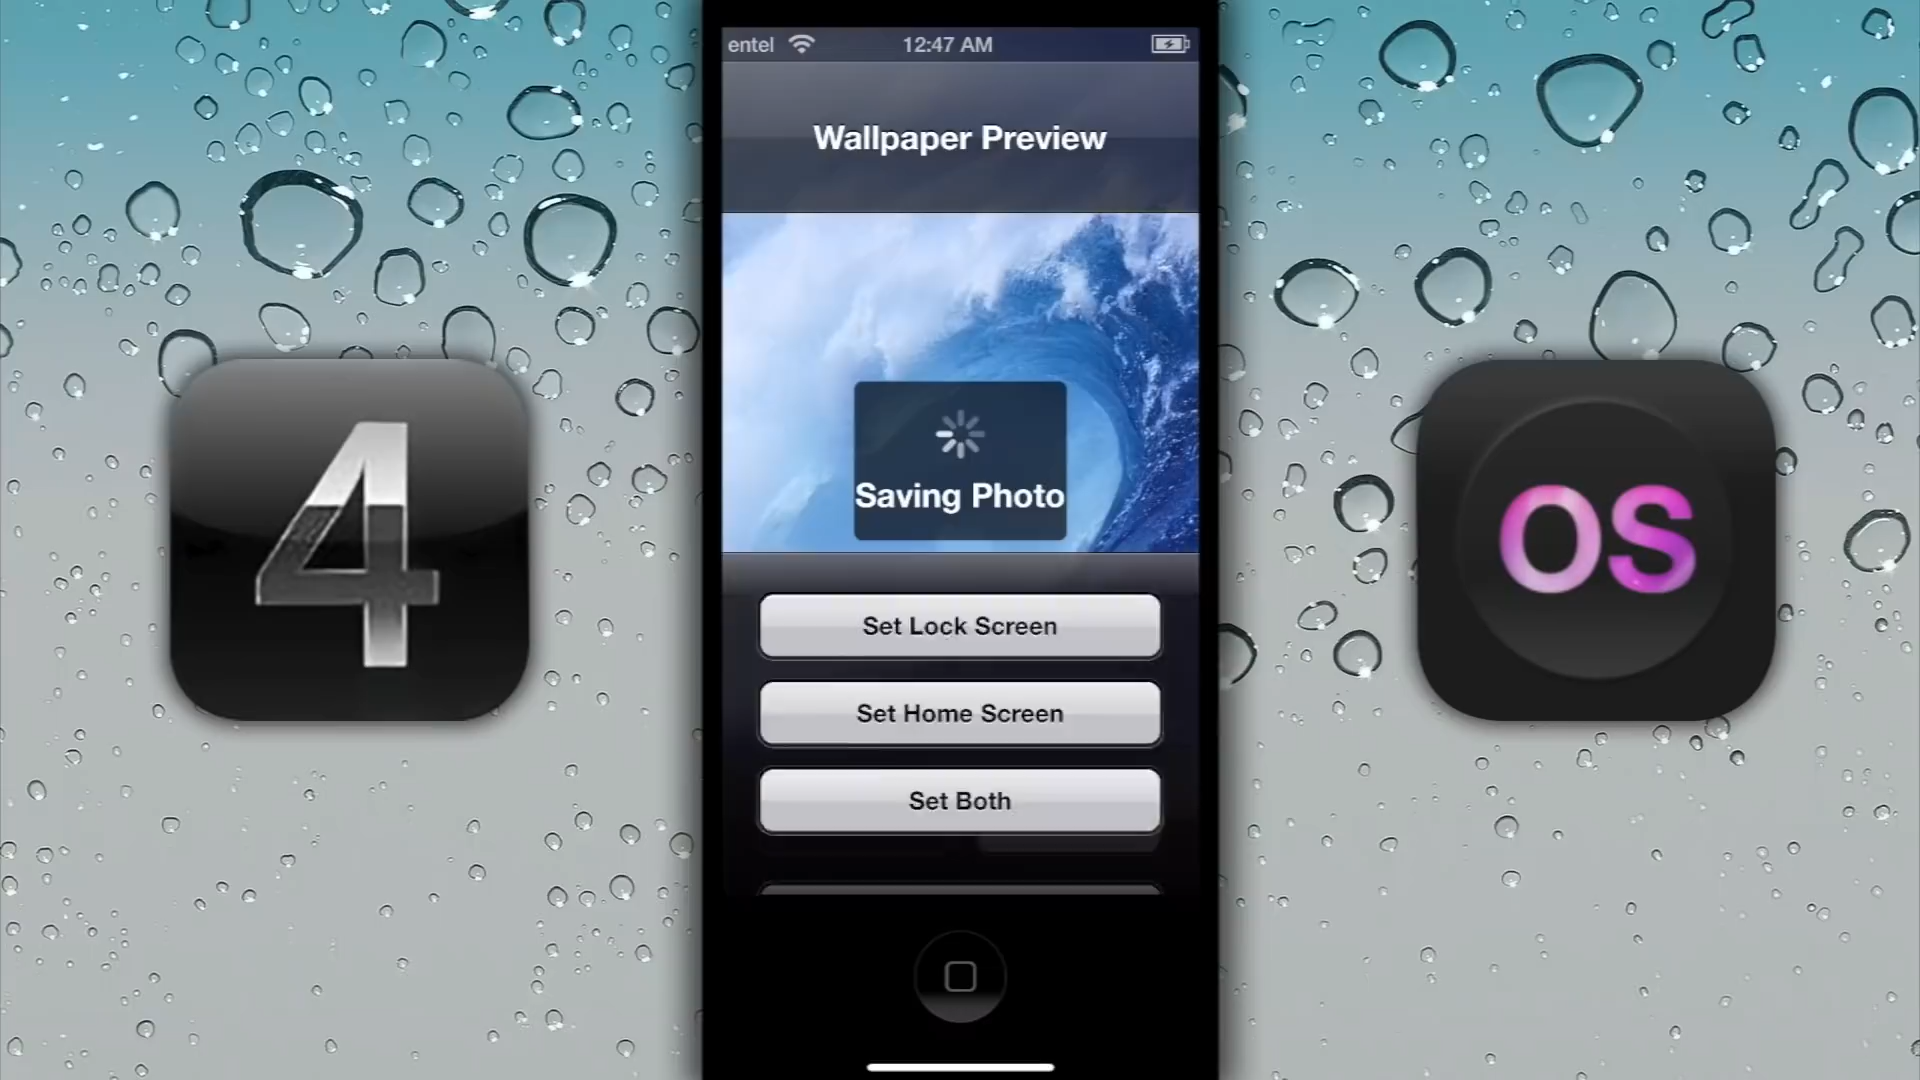 entel 12:47 AM
Wallpaper Preview
4
Saving Photo
OS
Set Lock Screen
Set Home Screen
Set Both